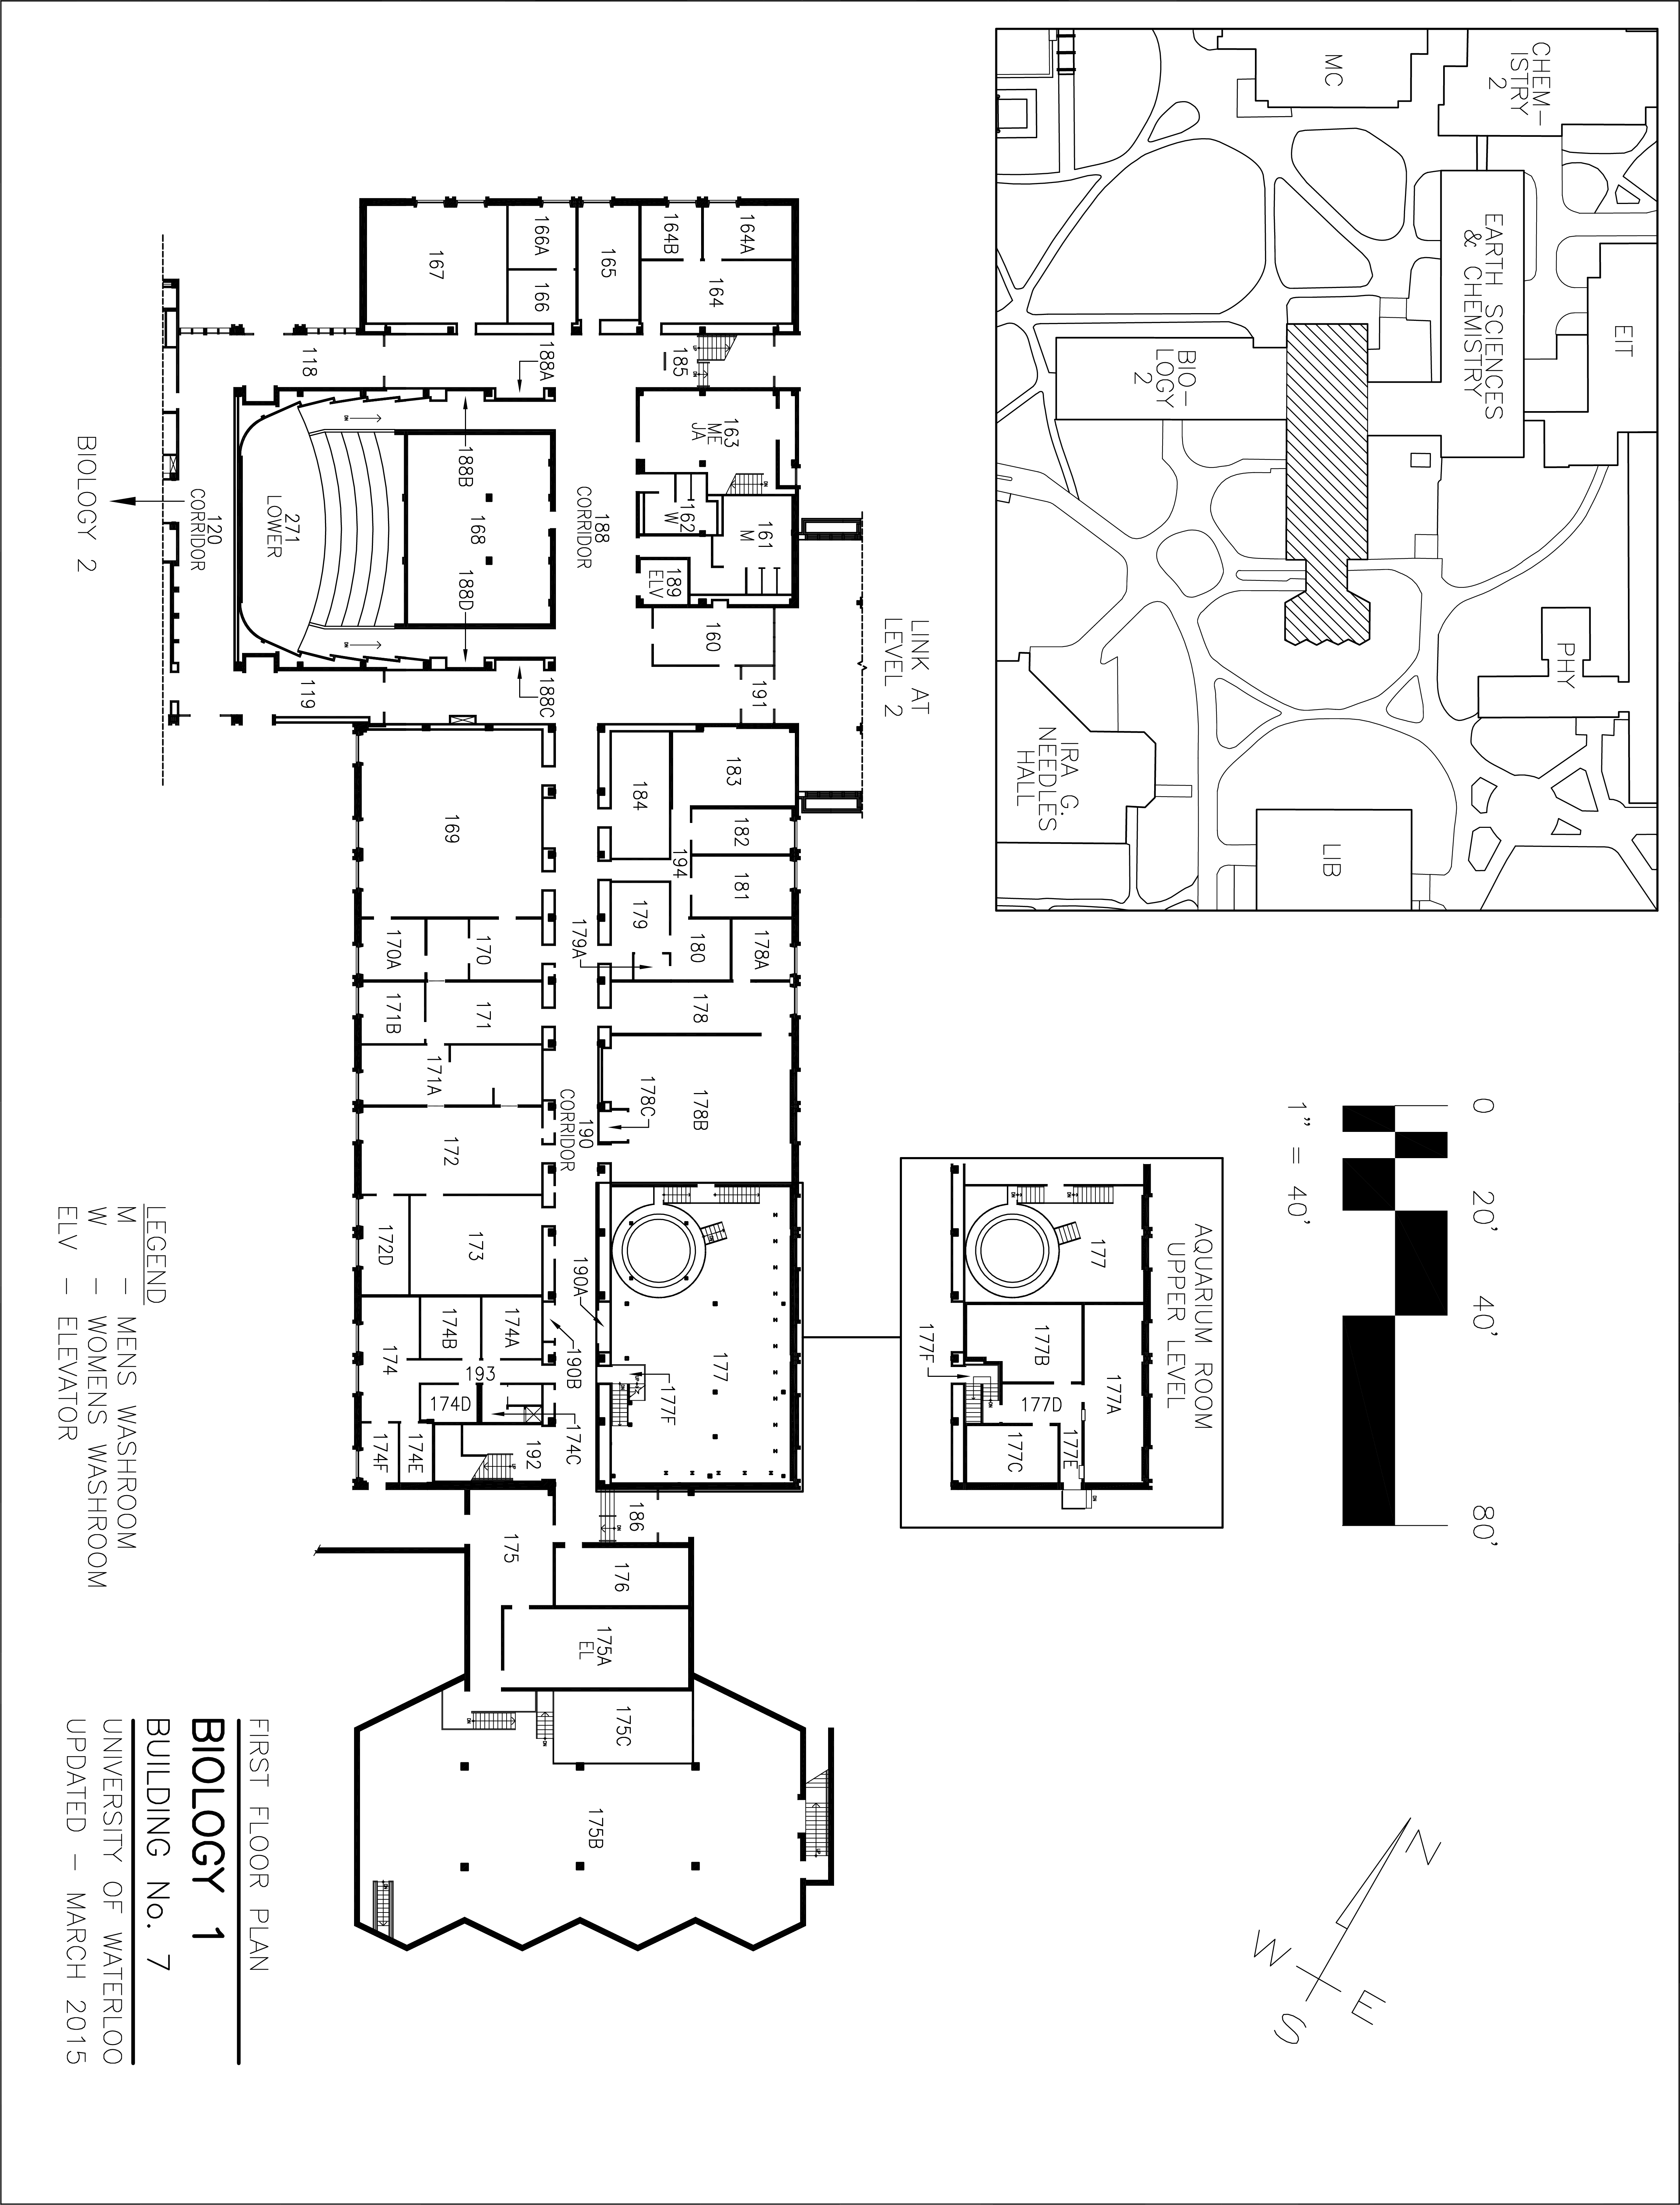 CHEM-
ISTRY
2
MC
EARTH SCIENCES
& CHEMISTRY
EIT
BIO-
LOGY
2
PHY
IRA G.
NEEDLES
HALL
LIB
0 20' 40' 80'
1" = 40'
N
W E
S
AQUARIUM ROOM
UPPER LEVEL
177
177A
177B
177D
177E
177C
177F
LINK AT
LEVEL 2
164A
164B
164
165
166A
166
167
185
118
188A
163
ME
JA
162
W
161
M
189
ELV
188
CORRIDOR
188B
168
188D
188C
271
LOWER
120
CORRIDOR
BIOLOGY 2
160
191
119
183
184
182
181
194
179
180
178A
179A
178
178B
178C
169
170
170A
171
171B
171A
190
CORRIDOR
172
172D
173
190A
190B
177
177F
174A
174B
174
193
174D
174C
174E
174F
192
186
175
176
175A
EL
175C
175B
UP
DN
LEGEND
M - MENS WASHROOM
W - WOMENS WASHROOM
ELV - ELEVATOR
FIRST FLOOR PLAN
BIOLOGY 1
BUILDING No. 7
UNIVERSITY OF WATERLOO
UPDATED - MARCH 2015